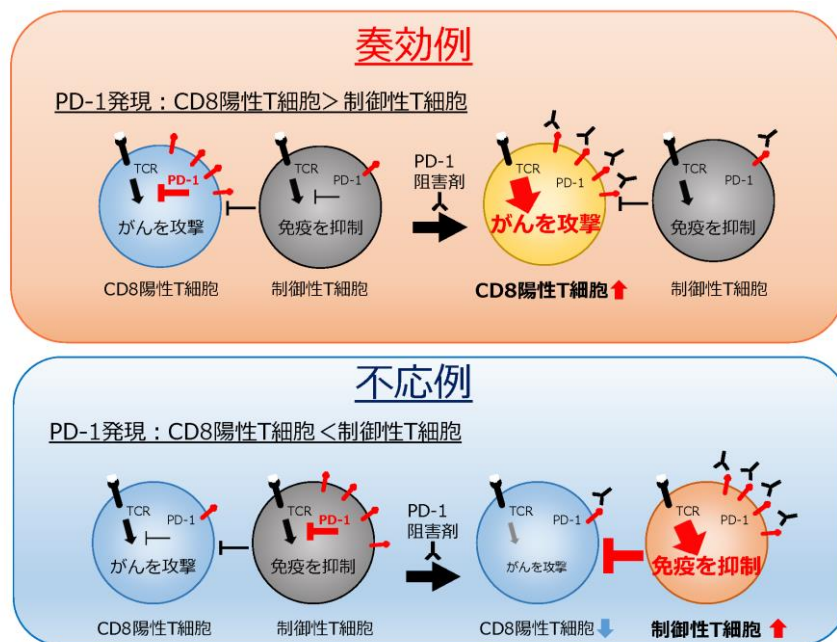 奏効例
PD-1発現：CD8陽性T細胞＞制御性T細胞
TCR
PD-1
がんを攻撃
CD8陽性T細胞
TCR
PD-1
免疫を抑制
制御性T細胞
PD-1
阻害剤
TCR
PD-1
がんを攻撃
CD8陽性T細胞
TCR
PD-1
免疫を抑制
制御性T細胞
不応例
PD-1発現：CD8陽性T細胞＜制御性T細胞
TCR
PD-1
がんを攻撃
CD8陽性T細胞
TCR
PD-1
免疫を抑制
制御性T細胞
PD-1
阻害剤
TCR
PD-1
がんを攻撃
CD8陽性T細胞
TCR
PD-1
免疫を抑制
制御性T細胞